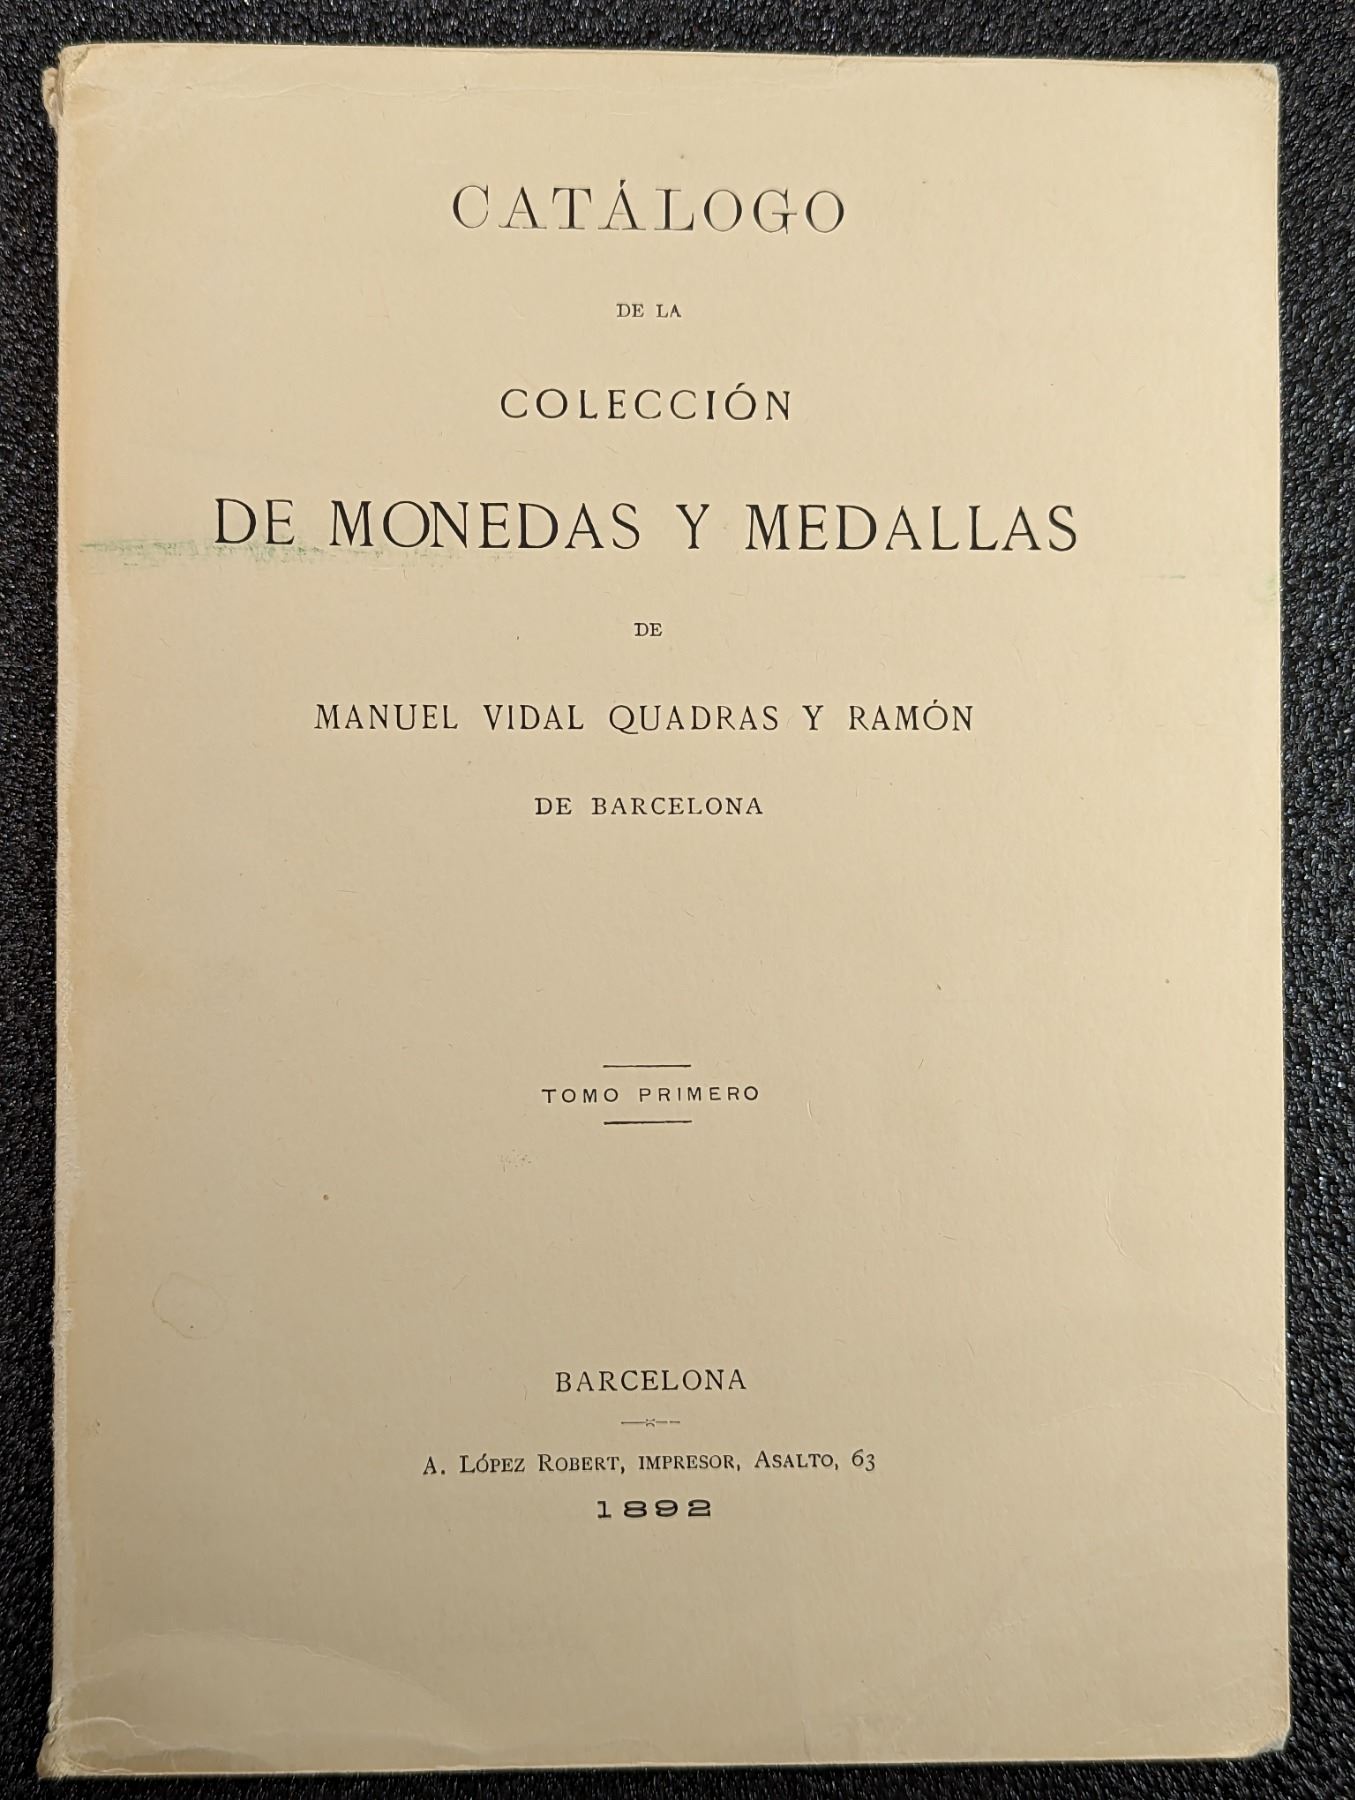 CATÁLOGO
DE LA
COLECCIÓN
DE MONEDAS Y MEDALLAS
DE
MANUEL VIDAL QUADRAS Y RAMÓN
DE BARCELONA
TOMO PRIMERO
BARCELONA
A. LÓPEZ ROBERT, IMPRESOR, ASALTO, 63
1892